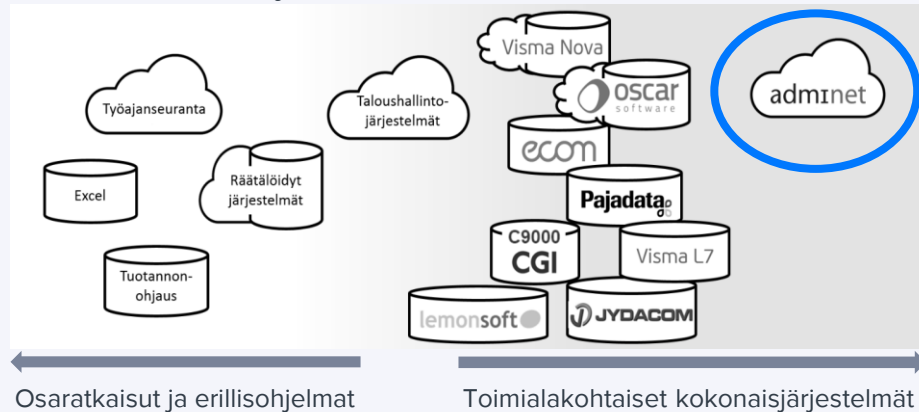 Visma Nova
oscar
software
admınet
Työajanseuranta
Taloushallinto-
järjestelmät
ecom
Räätälöidyt
järjestelmät
Excel
Pajadata
C9000
CGI
Visma L7
Tuotannon-
ohjaus
lemonsoft
JYDACOM
Osaratkaisut ja erillisohjelmat
Toimialakohtaiset kokonaisjärjestelmät